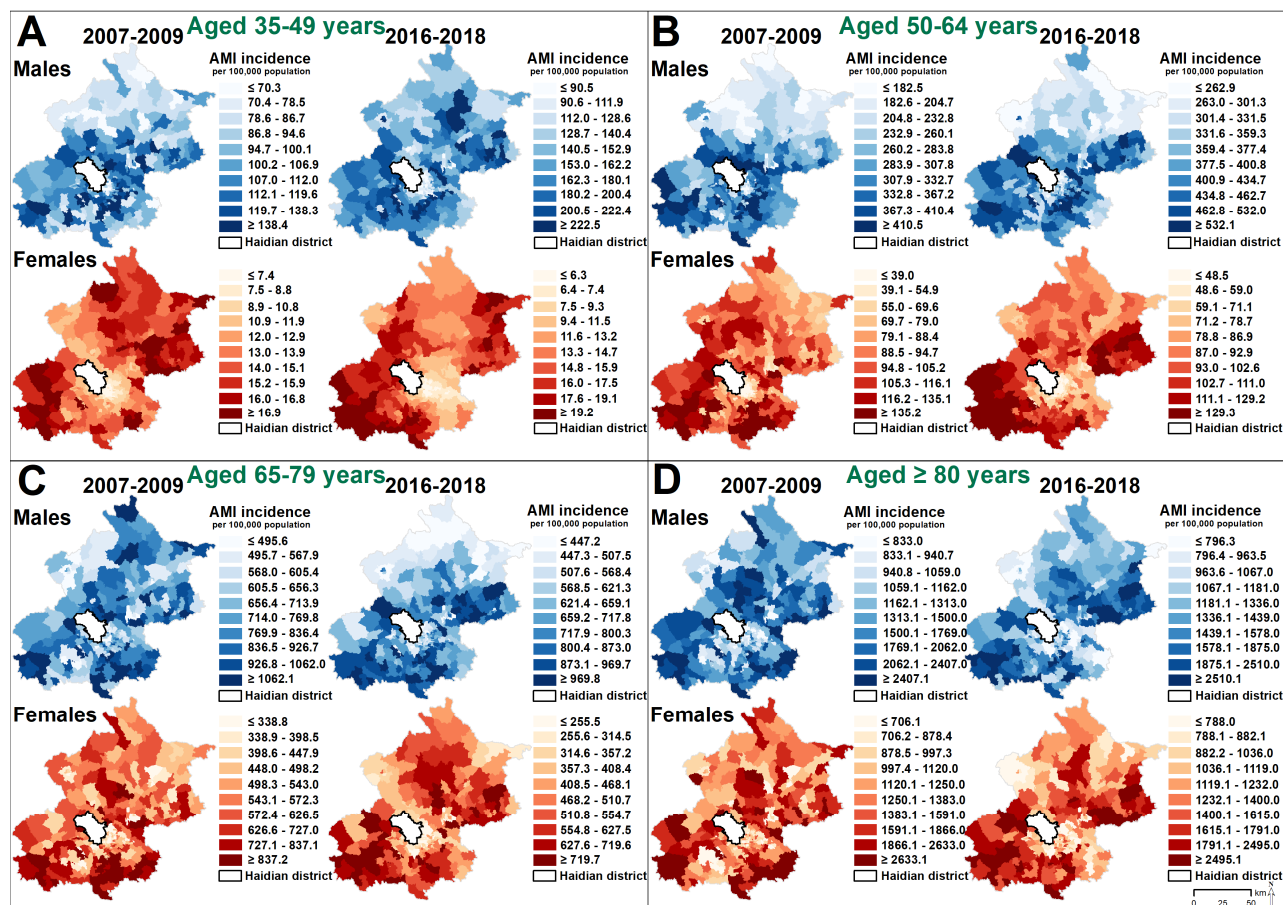 A
Aged 35-49 years
2007-2009
2016-2018
Males
AMI incidence
per 100,000 population
≤ 70.3
70.4 - 78.5
78.6 - 86.7
86.8 - 94.6
94.7 - 100.1
100.2 - 106.9
107.0 - 112.0
112.1 - 119.6
119.7 - 138.3
≥ 138.4
Haidian district
AMI incidence
per 100,000 population
≤ 90.5
90.6 - 111.9
112.0 - 128.6
128.7 - 140.4
140.5 - 152.9
153.0 - 162.2
162.3 - 180.1
180.2 - 200.4
200.5 - 222.4
≥ 222.5
Haidian district
Females
≤ 7.4
7.5 - 8.8
8.9 - 10.8
10.9 - 11.9
12.0 - 12.9
13.0 - 13.9
14.0 - 15.1
15.2 - 15.9
16.0 - 16.8
≥ 16.9
Haidian district
≤ 6.3
6.4 - 7.4
7.5 - 9.3
9.4 - 11.5
11.6 - 13.2
13.3 - 14.7
14.8 - 15.9
16.0 - 17.5
17.6 - 19.1
≥ 19.2
Haidian district
B
Aged 50-64 years
2007-2009
2016-2018
Males
AMI incidence
per 100,000 population
≤ 182.5
182.6 - 204.7
204.8 - 232.8
232.9 - 260.1
260.2 - 283.8
283.9 - 307.8
307.9 - 332.7
332.8 - 367.2
367.3 - 410.4
≥ 410.5
Haidian district
AMI incidence
per 100,000 population
≤ 262.9
263.0 - 301.3
301.4 - 331.5
331.6 - 359.3
359.4 - 377.4
377.5 - 400.8
400.9 - 434.7
434.8 - 462.7
462.8 - 532.0
≥ 532.1
Haidian district
Females
≤ 39.0
39.1 - 54.9
55.0 - 69.6
69.7 - 79.0
79.1 - 88.4
88.5 - 94.7
94.8 - 105.2
105.3 - 116.1
116.2 - 135.1
≥ 135.2
Haidian district
≤ 48.5
48.6 - 59.0
59.1 - 71.1
71.2 - 78.7
78.8 - 86.9
87.0 - 92.9
93.0 - 102.6
102.7 - 111.0
111.1 - 129.2
≥ 129.3
Haidian district
C
Aged 65-79 years
2007-2009
2016-2018
Males
AMI incidence
per 100,000 population
≤ 495.6
495.7 - 567.9
568.0 - 605.4
605.5 - 656.3
656.4 - 713.9
714.0 - 769.8
769.9 - 836.4
836.5 - 926.7
926.8 - 1062.0
≥ 1062.1
Haidian district
AMI incidence
per 100,000 population
≤ 447.2
447.3 - 507.5
507.6 - 568.4
568.5 - 621.3
621.4 - 659.1
659.2 - 717.8
717.9 - 800.3
800.4 - 873.0
873.1 - 969.7
≥ 969.8
Haidian district
Females
≤ 338.8
338.9 - 398.5
398.6 - 447.9
448.0 - 498.2
498.3 - 543.0
543.1 - 572.3
572.4 - 626.5
626.6 - 727.0
727.1 - 837.1
≥ 837.2
Haidian district
≤ 255.5
255.6 - 314.5
314.6 - 357.2
357.3 - 408.4
408.5 - 468.1
468.2 - 510.7
510.8 - 554.7
554.8 - 627.5
627.6 - 719.6
≥ 719.7
Haidian district
D
Aged ≥ 80 years
2007-2009
2016-2018
Males
AMI incidence
per 100,000 population
≤ 833.0
833.1 - 940.7
940.8 - 1059.0
1059.1 - 1162.0
1162.1 - 1313.0
1313.1 - 1500.0
1500.1 - 1769.0
1769.1 - 2062.0
2062.1 - 2407.0
≥ 2407.1
Haidian district
AMI incidence
per 100,000 population
≤ 796.3
796.4 - 963.5
963.6 - 1067.0
1067.1 - 1181.0
1181.1 - 1336.0
1336.1 - 1439.0
1439.1 - 1578.0
1578.1 - 1875.0
1875.1 - 2510.0
≥ 2510.1
Haidian district
Females
≤ 706.1
706.2 - 878.4
878.5 - 997.3
997.4 - 1120.0
1120.1 - 1250.0
1250.1 - 1383.0
1383.1 - 1591.0
1591.1 - 1866.0
1866.1 - 2633.0
≥ 2633.1
Haidian district
≤ 788.0
788.1 - 882.1
882.2 - 1036.0
1036.1 - 1119.0
1119.1 - 1232.0
1232.1 - 1400.0
1400.1 - 1615.0
1615.1 - 1791.0
1791.1 - 2495.0
≥ 2495.1
Haidian district
N
km
0 25 50